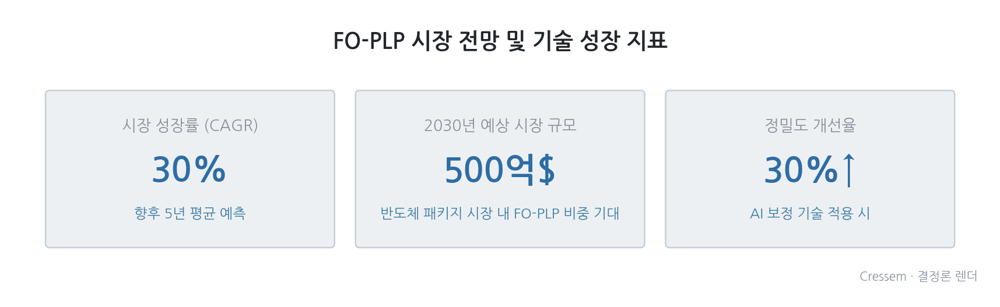 FO-PLP 시장 전망 및 기술 성장 지표
시장 성장률 (CAGR)
30%
향후 5년 평균 예측
2030년 예상 시장 규모
500억$
반도체 패키지 시장 내 FO-PLP 비중 기대
정밀도 개선율
30%↑
AI 보정 기술 적용 시
Cressem · 결정론 렌더